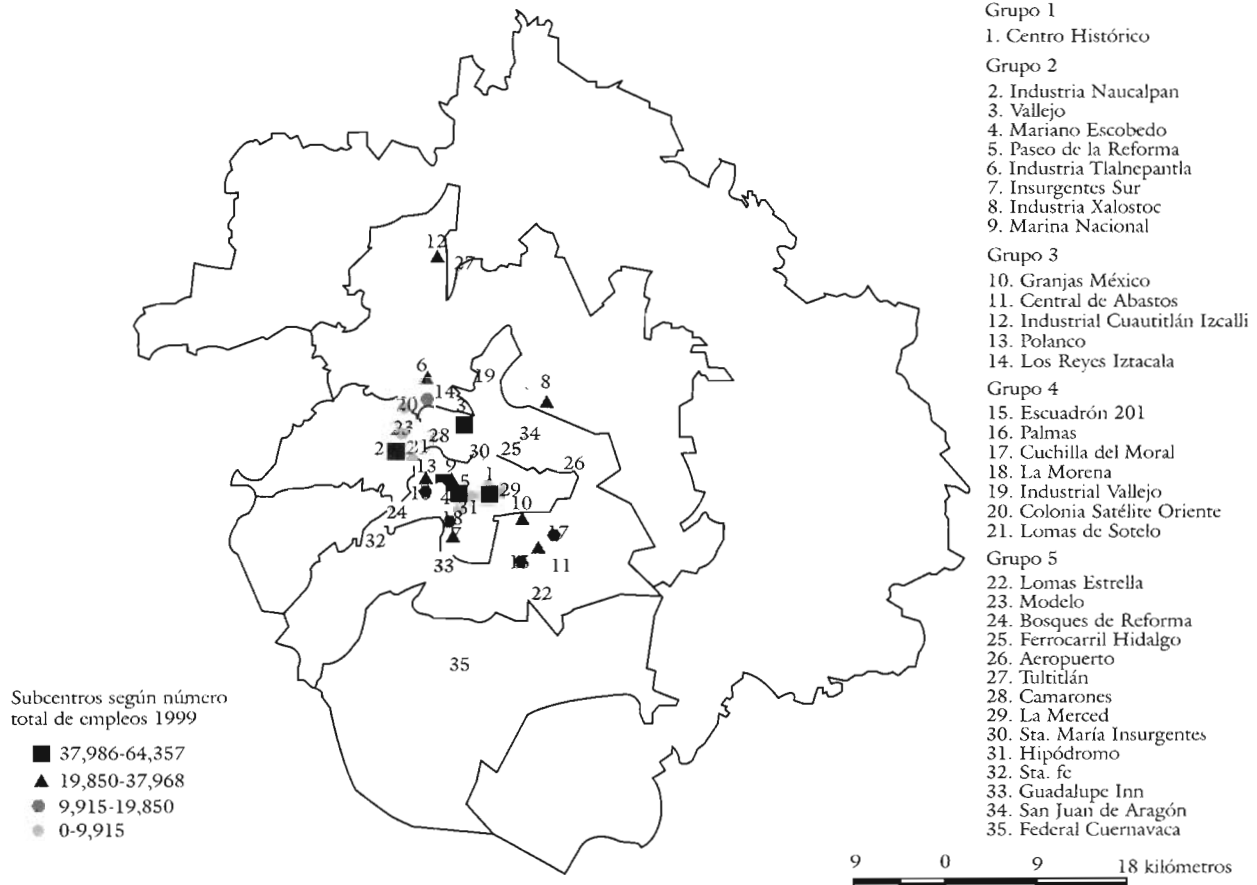 Grupo 1
1. Centro Histórico
Grupo 2
2. Industria Naucalpan
3. Vallejo
4. Mariano Escobedo
5. Paseo de la Reforma
6. Industria Tlalnepantla
7. Insurgentes Sur
8. Industria Xalostoc
9. Marina Nacional
Grupo 3
10. Granjas México
11. Central de Abastos
12. Industrial Cuautitlán Izcalli
13. Polanco
14. Los Reyes Iztacala
Grupo 4
15. Escuadrón 201
16. Palmas
17. Cuchilla del Moral
18. La Morena
19. Industrial Vallejo
20. Colonia Satélite Oriente
21. Lomas de Sotelo
Grupo 5
22. Lomas Estrella
23. Modelo
24. Bosques de Reforma
25. Ferrocarril Hidalgo
26. Aeropuerto
27. Tultitlán
28. Camarones
29. La Merced
30. Sta. María Insurgentes
31. Hipódromo
32. Sta. fe
33. Guadalupe Inn
34. San Juan de Aragón
35. Federal Cuernavaca
12
27
6
19
8
14
20
3
23
28
34
2
21
30
25
26
13
9
5
1
29
4
31
10
24
32
7
17
33
11
22
35
Subcentros según número
total de empleos 1999
37,986-64,357
19,850-37,968
9,915-19,850
0-9,915
9 0 9 18 kilómetros